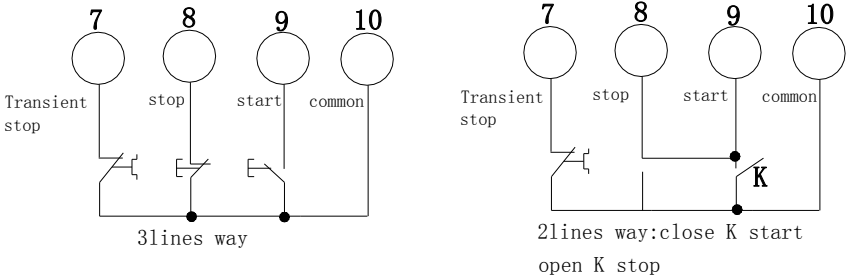 7 8 9 10
Transient stop start common
stop
3lines way
7 8 9 10
Transient stop start common
stop
K
2lines way:close K start
open K stop